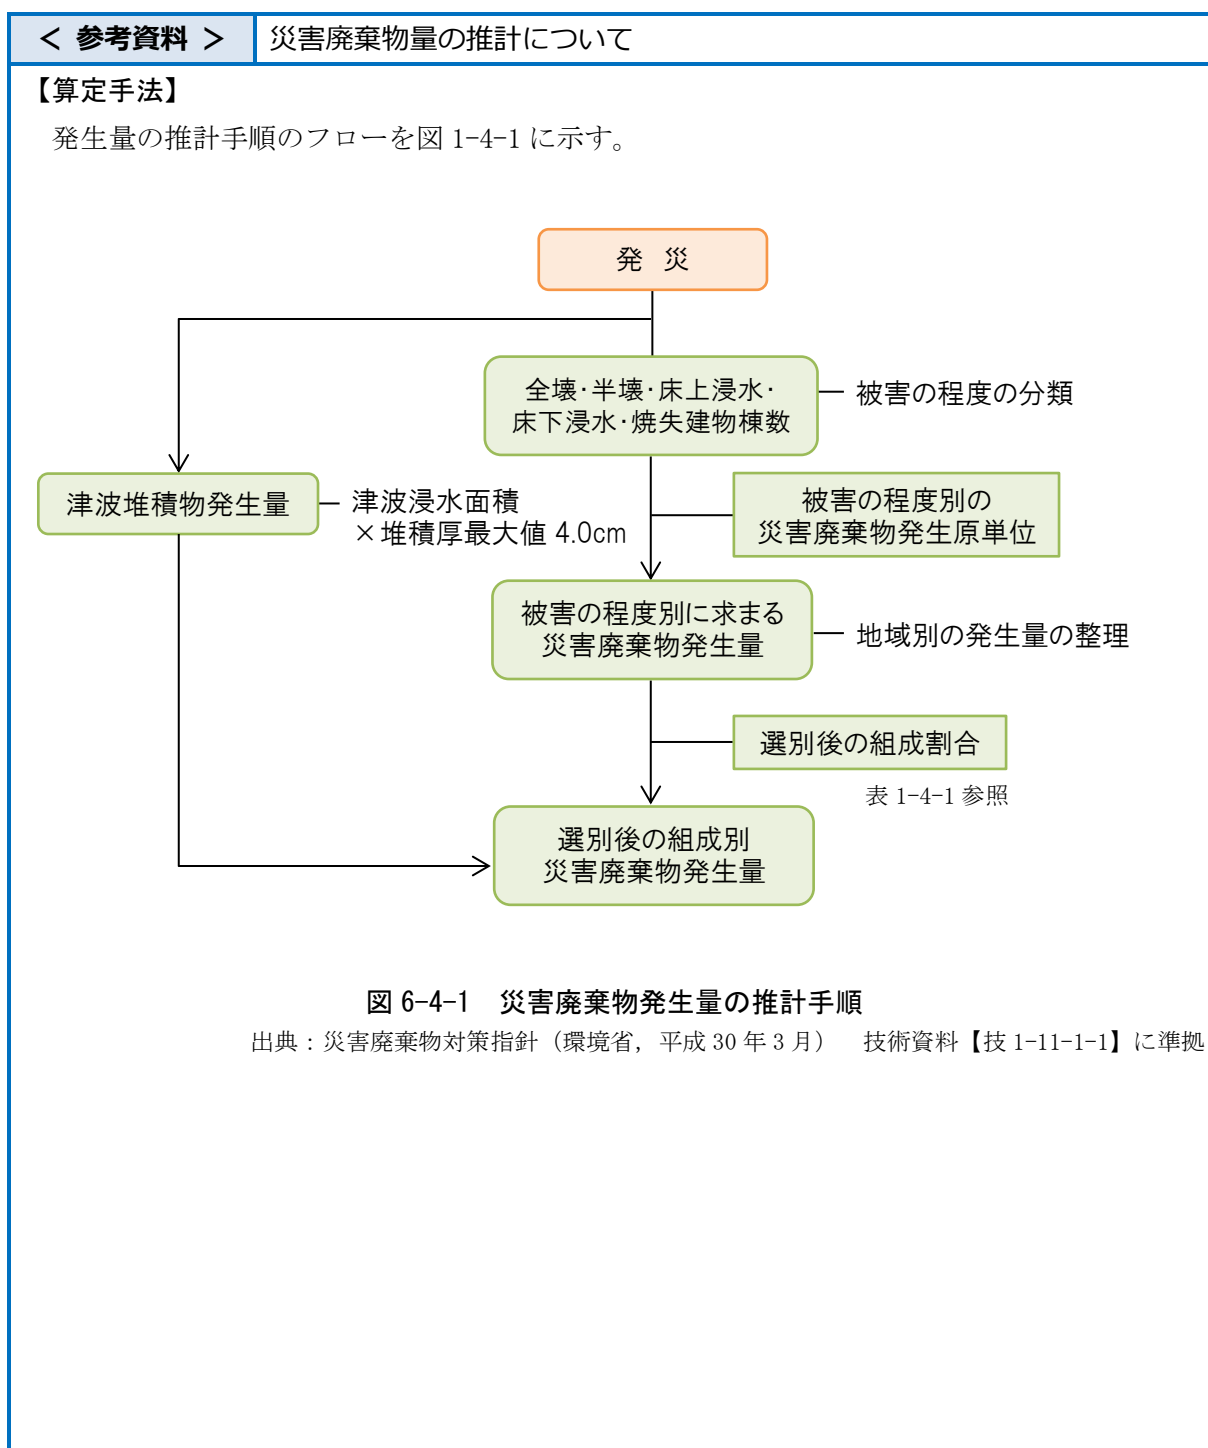 ＜ 参考資料 ＞ 災害廃棄物量の推計について
【算定手法】
発生量の推計手順のフローを図 1-4-1 に示す。
発 災
全壊･半壊･床上浸水･
床下浸水･焼失建物棟数
被害の程度の分類
津波堆積物発生量
津波浸水面積
×堆積厚最大値 4.0cm
被害の程度別の
災害廃棄物発生原単位
被害の程度別に求まる
災害廃棄物発生量
地域別の発生量の整理
選別後の組成割合
表 1-4-1 参照
選別後の組成別
災害廃棄物発生量
図 6-4-1 災害廃棄物発生量の推計手順
出典：災害廃棄物対策指針（環境省，平成 30 年 3 月） 技術資料【技 1-11-1-1】に準拠